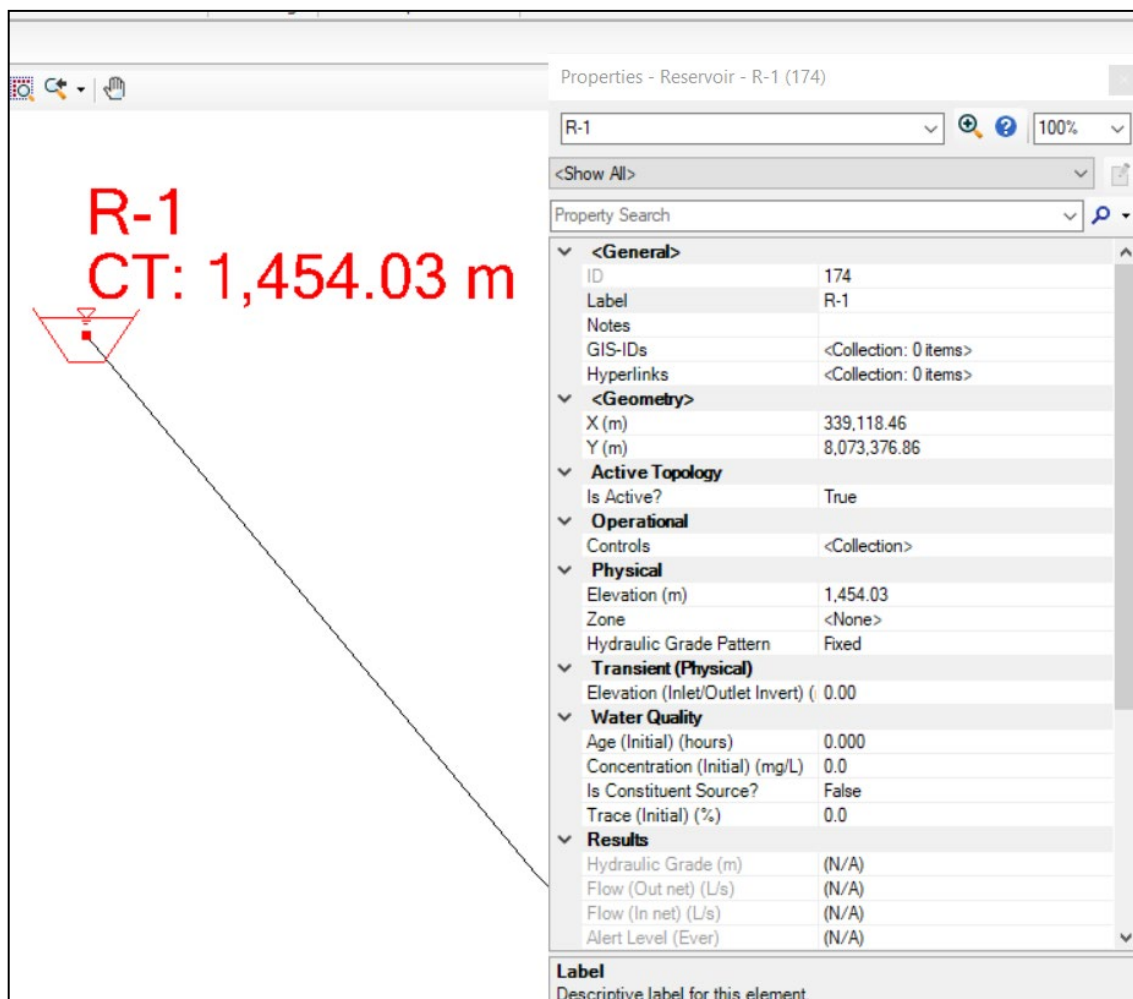 R-1
CT: 1,454.03 m
Properties - Reservoir - R-1 (174)
R-1 100%
<Show All>
Property Search
<General>
ID 174
Label R-1
Notes
GIS-IDs <Collection: 0 items>
Hyperlinks <Collection: 0 items>
<Geometry>
X (m) 339,118.46
Y (m) 8,073,376.86
Active Topology
Is Active? True
Operational
Controls <Collection>
Physical
Elevation (m) 1,454.03
Zone <None>
Hydraulic Grade Pattern Fixed
Transient (Physical)
Elevation (Inlet/Outlet Invert) ( 0.00
Water Quality
Age (Initial) (hours) 0.000
Concentration (Initial) (mg/L) 0.0
Is Constituent Source? False
Trace (Initial) (%) 0.0
Results
Hydraulic Grade (m) (N/A)
Flow (Out net) (L/s) (N/A)
Flow (In net) (L/s) (N/A)
Alert Level (Ever) (N/A)
Label
Descriptive label for this element.